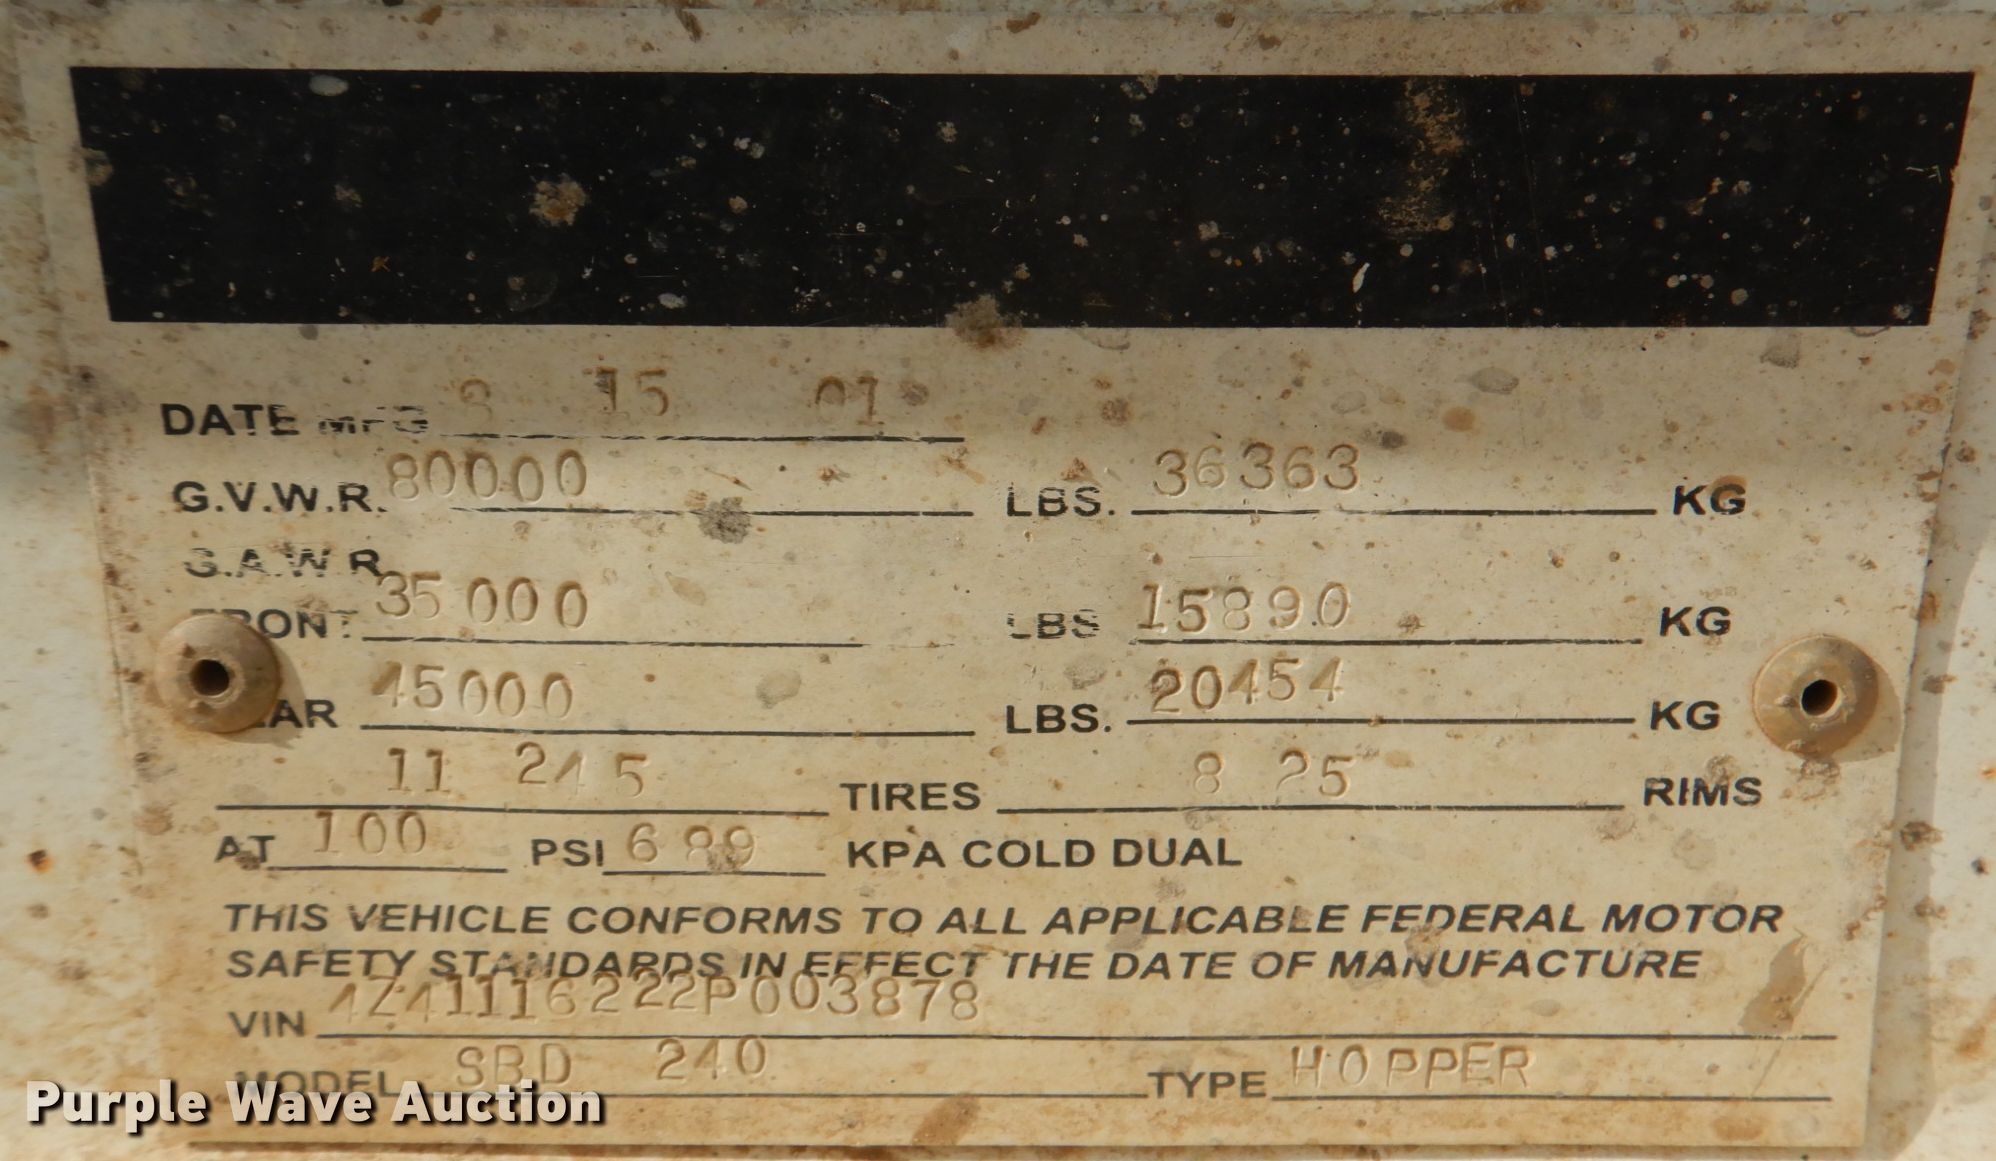 DATE MFG 8 15 01
G.V.W.R. 80000 LBS. 36363 KG
G.A.W.R.
FRONT 35000 LBS 15890 KG
REAR 45000 LBS. 20454 KG
11 24 5 TIRES 8 25 RIMS
AT 100 PSI 689 KPA COLD DUAL
THIS VEHICLE CONFORMS TO ALL APPLICABLE FEDERAL MOTOR
SAFETY STANDARDS IN EFFECT THE DATE OF MANUFACTURE
VIN 4Z41116222P003878
MODEL SBD 240 TYPE HOPPER
Purple Wave Auction